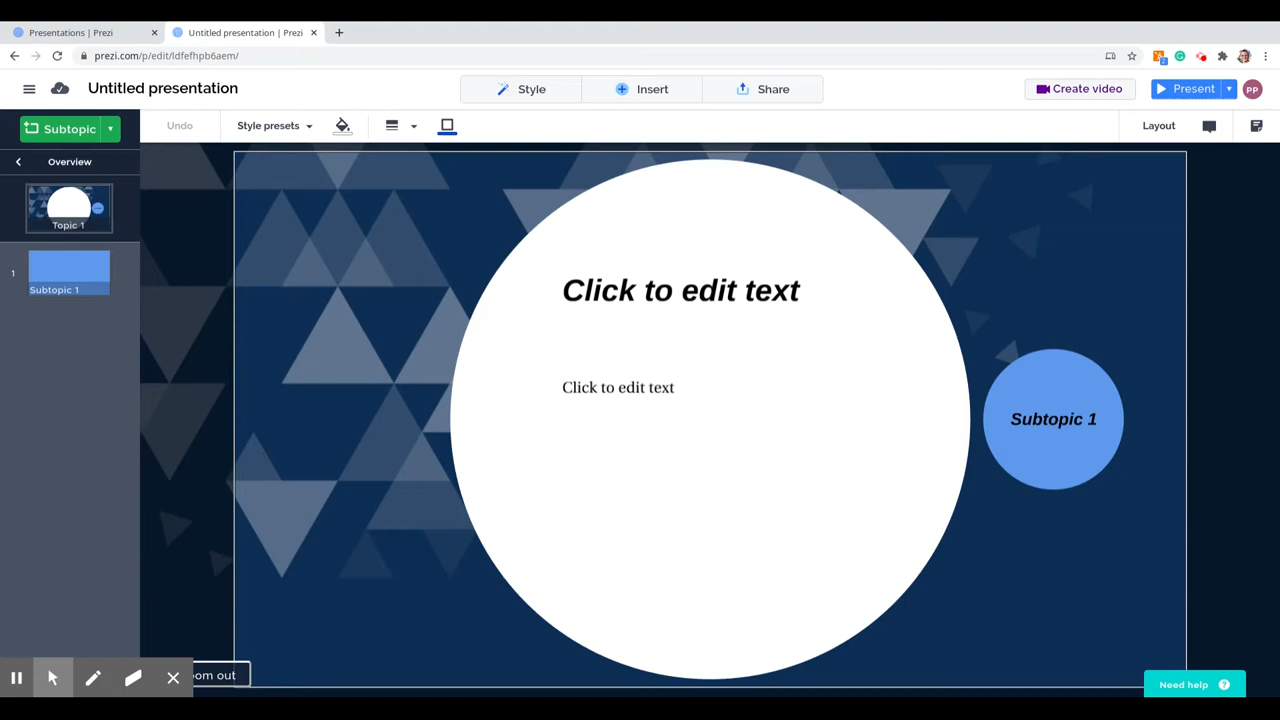 Presentations | Prezi
Untitled presentation | Prezi
prezi.com/p/edit/ldfefhpb6aem/
Untitled presentation
Style
Insert
Share
Create video
Present
PP
Subtopic
Undo
Style presets
Layout
Overview
Topic 1
1
Subtopic 1
Click to edit text
Click to edit text
Subtopic 1
om out
Need help ?